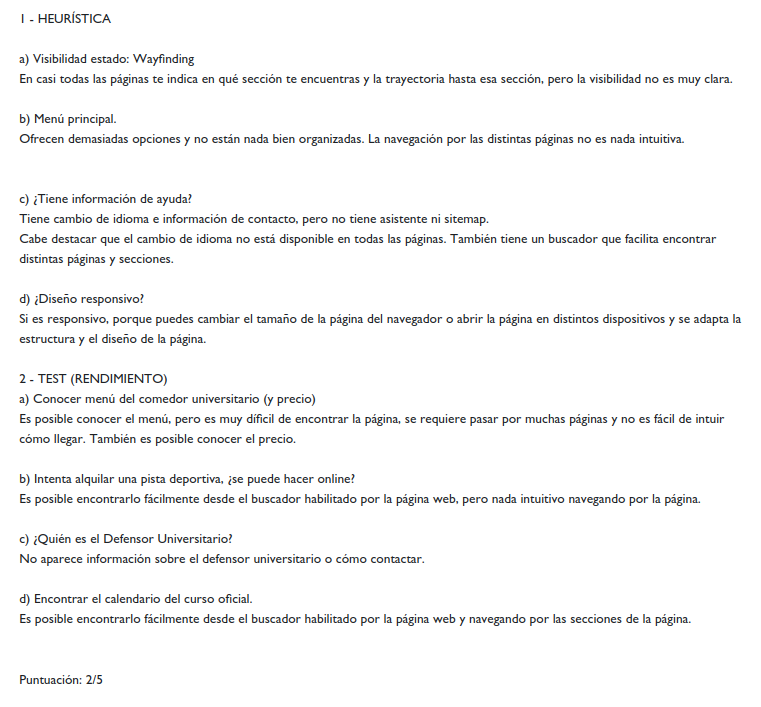 1 - HEURÍSTICA
a) Visibilidad estado: Wayfinding
En casi todas las páginas te indica en qué sección te encuentras y la trayectoria hasta esa sección, pero la visibilidad no es muy clara.
b) Menú principal.
Ofrecen demasiadas opciones y no están nada bien organizadas. La navegación por las distintas páginas no es nada intuitiva.
c) ¿Tiene información de ayuda?
Tiene cambio de idioma e información de contacto, pero no tiene asistente ni sitemap.
Cabe destacar que el cambio de idioma no está disponible en todas las páginas. También tiene un buscador que facilita encontrar
distintas páginas y secciones.
d) ¿Diseño responsivo?
Si es responsivo, porque puedes cambiar el tamaño de la página del navegador o abrir la página en distintos dispositivos y se adapta la
estructura y el diseño de la página.
2 - TEST (RENDIMIENTO)
a) Conocer menú del comedor universitario (y precio)
Es posible conocer el menú, pero es muy díficil de encontrar la página, se requiere pasar por muchas páginas y no es fácil de intuir
cómo llegar. También es posible conocer el precio.
b) Intenta alquilar una pista deportiva, ¿se puede hacer online?
Es posible encontrarlo fácilmente desde el buscador habilitado por la página web, pero nada intuitivo navegando por la página.
c) ¿Quién es el Defensor Universitario?
No aparece información sobre el defensor universitario o cómo contactar.
d) Encontrar el calendario del curso oficial.
Es posible encontrarlo fácilmente desde el buscador habilitado por la página web y navegando por las secciones de la página.
Puntuación: 2/5